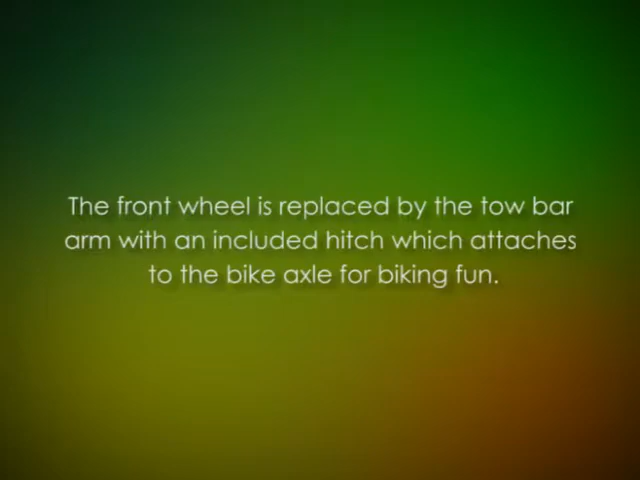 The front wheel is replaced by the tow bar
arm with an included hitch which attaches
to the bike axle for biking fun.